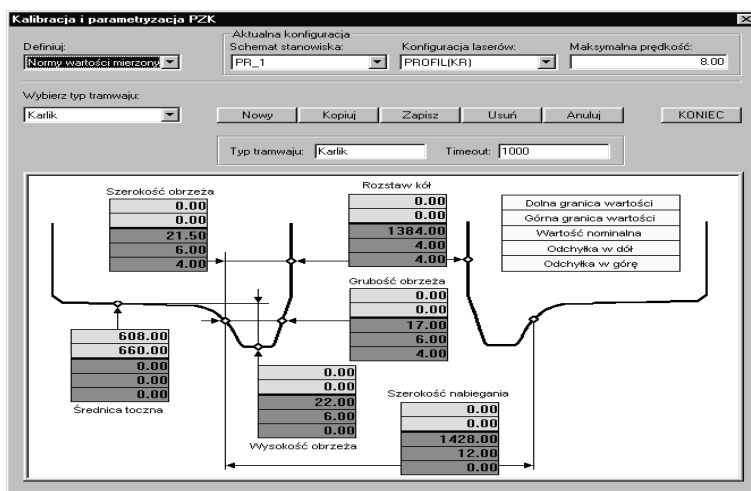 Kalibracja i parametryzacja PZK
Definiuj:
Normy wartości mierzony
Aktualna konfiguracja
Schemat stanowiska:
PR_1
Konfiguracja laserów:
PROFIL(KR)
Maksymalna prędkość:
8.00
Wybierz typ tramwaju:
Karlik
Nowy
Kopiuj
Zapisz
Usuń
Anuluj
KONIEC
Typ tramwaju: Karlik
Timeout: 1000
Szerokość obrzeża
0.00
0.00
21.50
6.00
4.00
Rozstaw kół
0.00
0.00
1384.00
4.00
4.00
Dolna granica wartości
Górna granica wartości
Wartość nominalna
Odchyłka w dół
Odchyłka w górę
Grubość obrzeża
0.00
0.00
17.00
6.00
4.00
608.00
660.00
0.00
0.00
0.00
Średnica toczna
0.00
0.00
22.00
6.00
0.00
Wysokość obrzeża
Szerokość nabiegania
0.00
0.00
1428.00
12.00
0.00